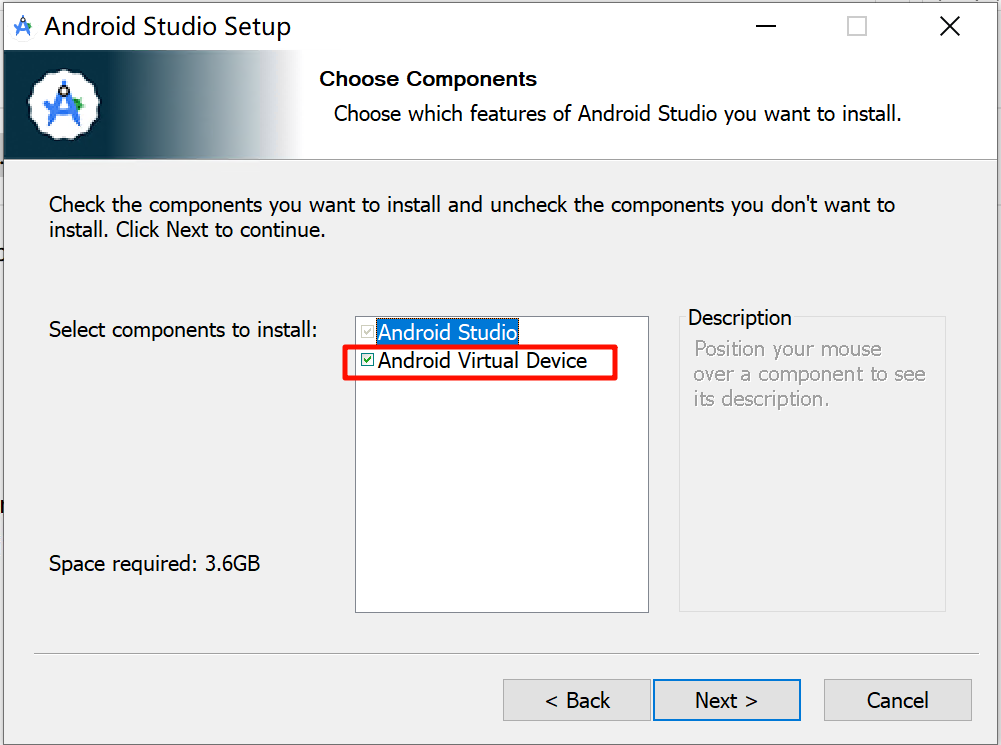 Android Studio Setup
Choose Components
Choose which features of Android Studio you want to install.
Check the components you want to install and uncheck the components you don't want to
install. Click Next to continue.
Select components to install:
Android Studio
Android Virtual Device
Description
Position your mouse
over a component to see
its description.
Space required: 3.6GB
< Back
Next >
Cancel